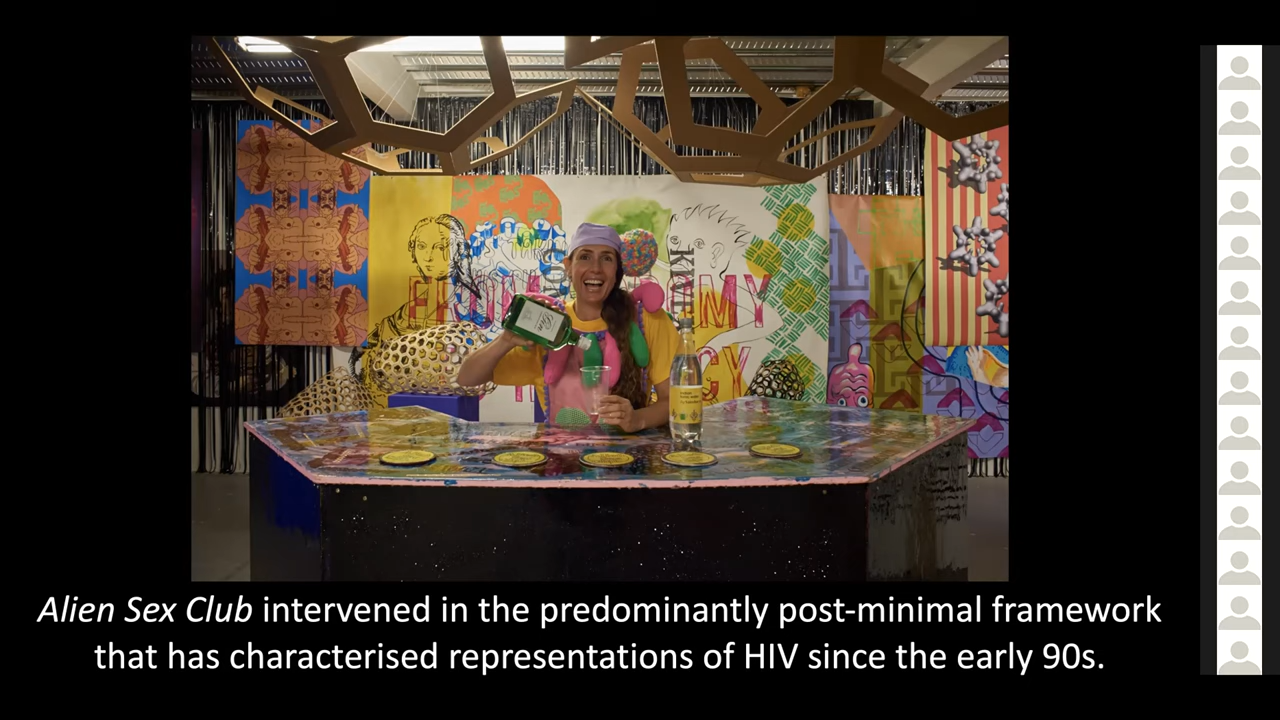 Gin
Alien Sex Club intervened in the predominantly post-minimal framework
that has characterised representations of HIV since the early 90s.